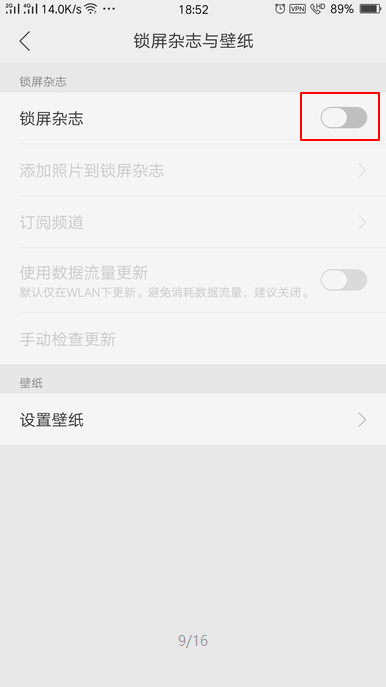 2G 4G 14.0K/s ··· 18:52 VPN HD 89%
锁屏杂志与壁纸
锁屏杂志
锁屏杂志
添加照片到锁屏杂志
订阅频道
使用数据流量更新
默认仅在WLAN下更新。避免消耗数据流量，建议关闭。
手动检查更新
壁纸
设置壁纸
9/16